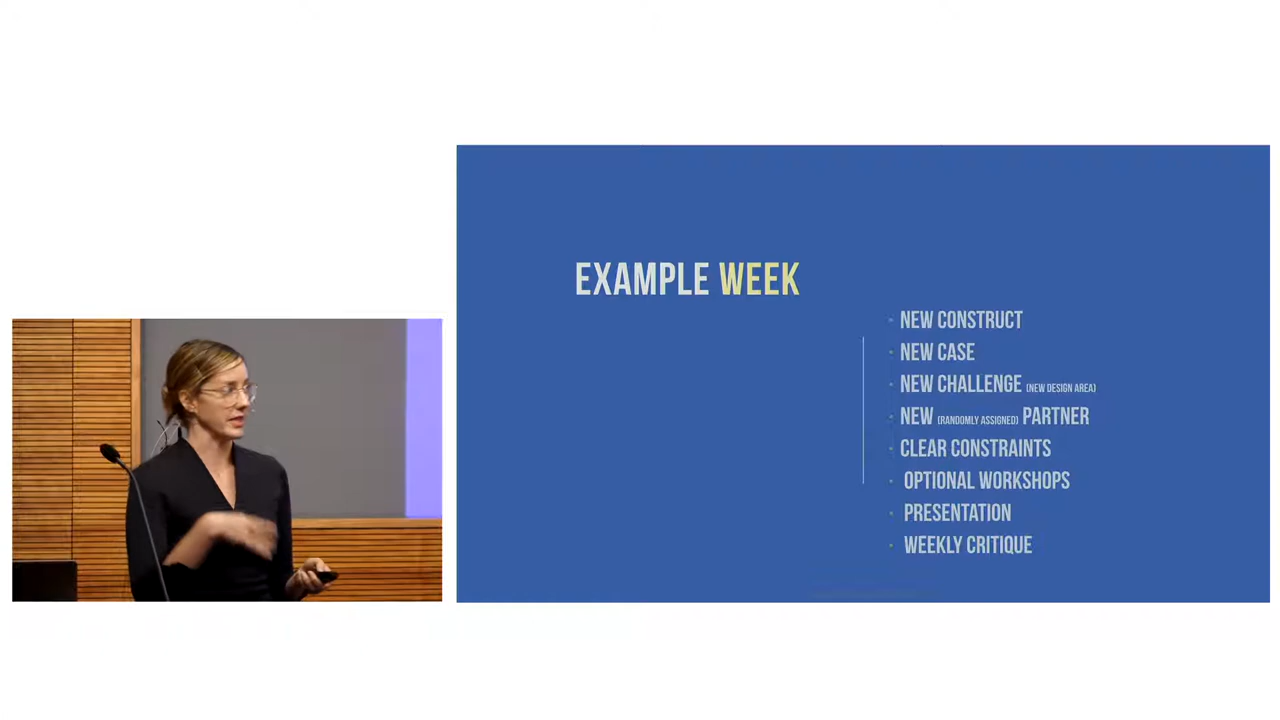 EXAMPLE WEEK
NEW CONSTRUCT
NEW CASE
NEW CHALLENGE (NEW DESIGN AREA)
NEW (RANDOMLY ASSIGNED) PARTNER
CLEAR CONSTRAINTS
OPTIONAL WORKSHOPS
PRESENTATION
WEEKLY CRITIQUE